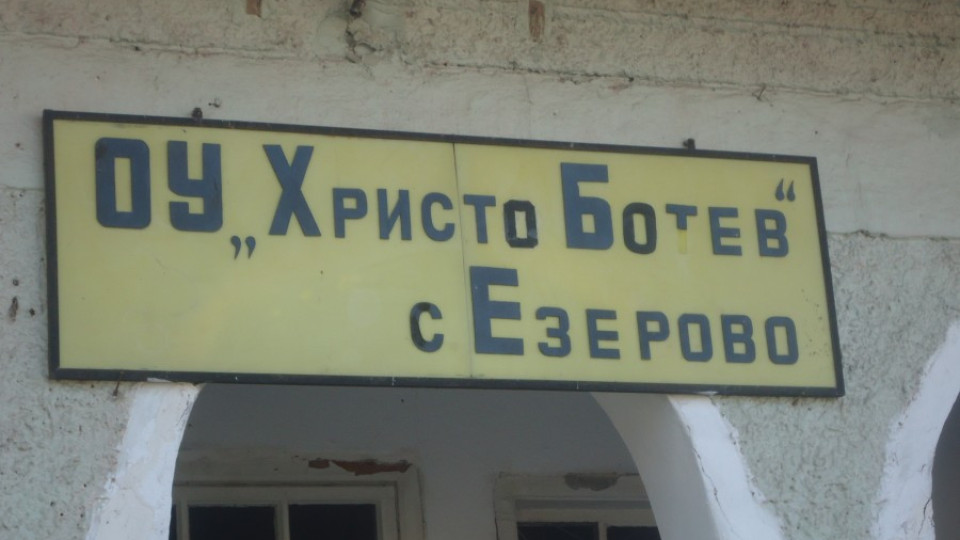 ОУ „Христо Ботев“
с Езерово